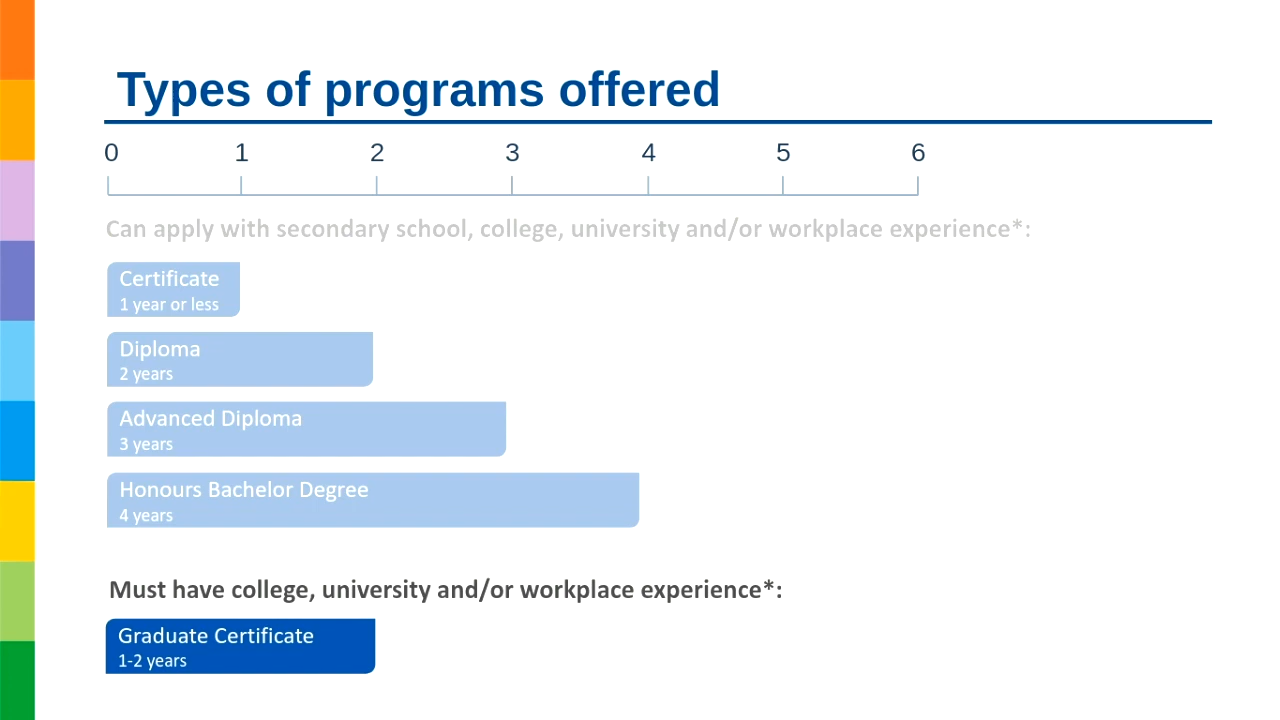 Types of programs offered
0 1 2 3 4 5 6
Can apply with secondary school, college, university and/or workplace experience*:
Certificate
1 year or less
Diploma
2 years
Advanced Diploma
3 years
Honours Bachelor Degree
4 years
Must have college, university and/or workplace experience*:
Graduate Certificate
1-2 years